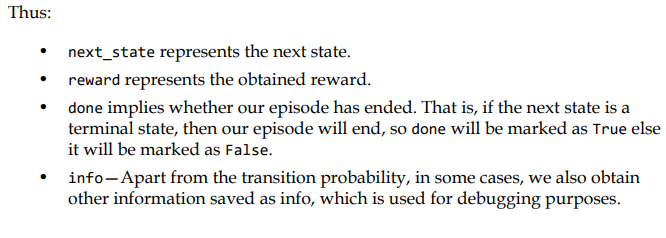 Thus:
• next_state represents the next state.
• reward represents the obtained reward.
• done implies whether our episode has ended. That is, if the next state is a
terminal state, then our episode will end, so done will be marked as True else
it will be marked as False.
• info—Apart from the transition probability, in some cases, we also obtain
other information saved as info, which is used for debugging purposes.